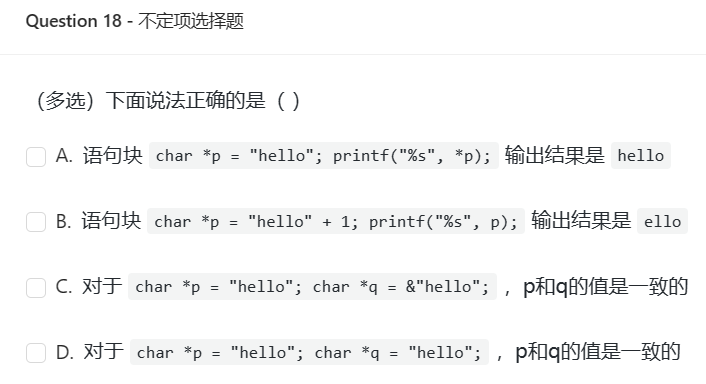 Question 18 - 不定项选择题
（多选）下面说法正确的是（ ）
A. 语句块 char *p = "hello"; printf("%s", *p); 输出结果是 hello
B. 语句块 char *p = "hello" + 1; printf("%s", p); 输出结果是 ello
C. 对于 char *p = "hello"; char *q = &"hello"; ，p和q的值是一致的
D. 对于 char *p = "hello"; char *q = "hello"; ，p和q的值是一致的